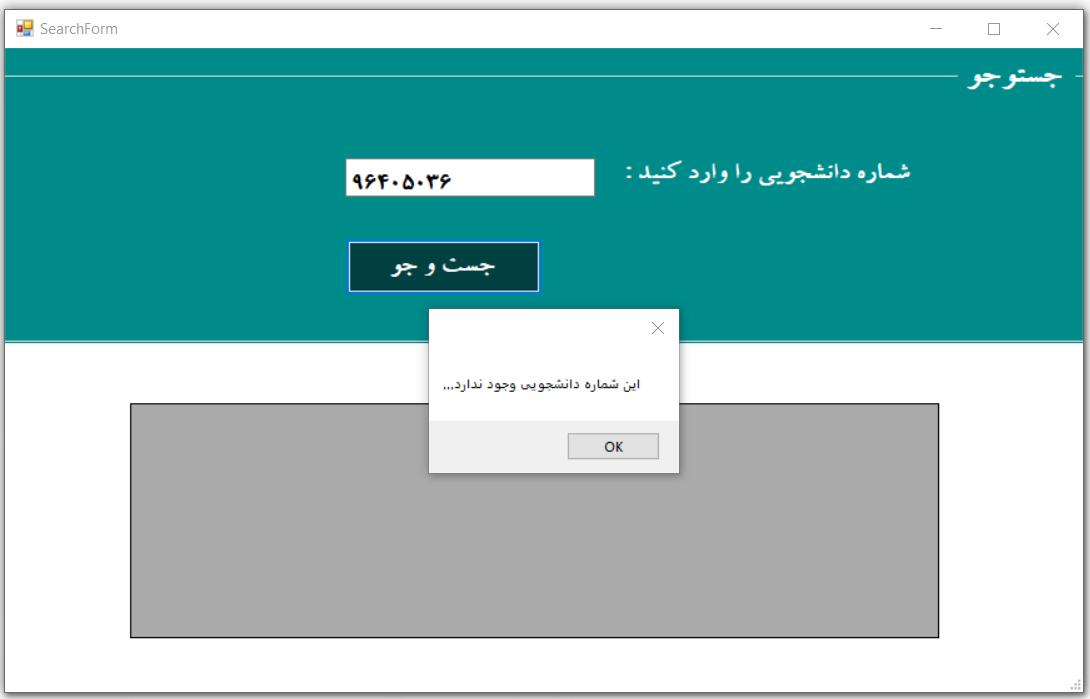 SearchForm
جستوجو
شماره دانشجویی را وارد کنید :
۹۶۴۰۵۰۳۶
جست و جو
این شماره دانشجویی وجود ندارد,,,
OK